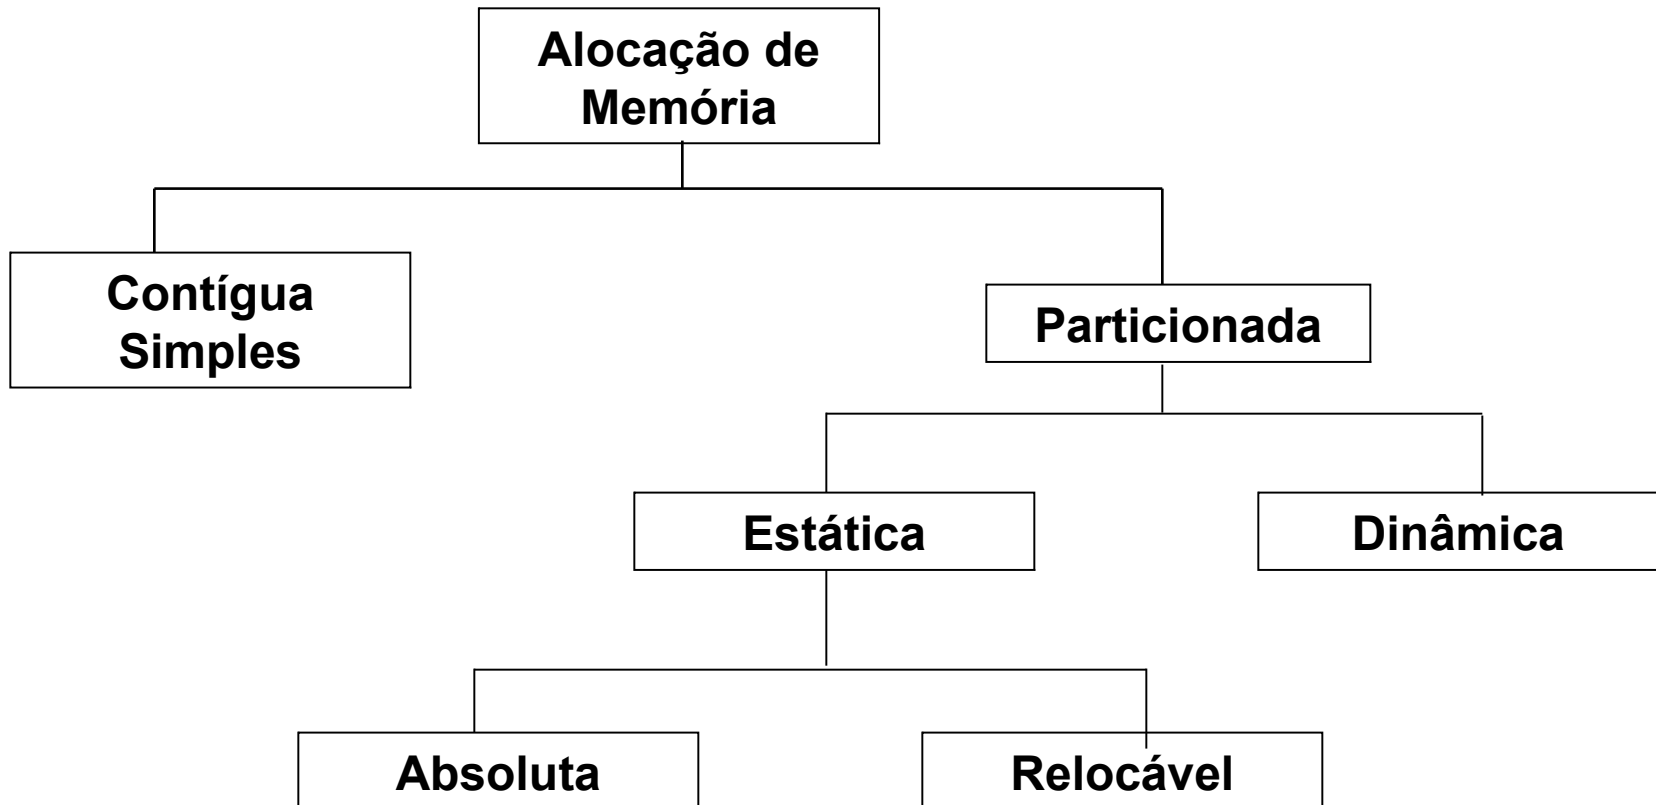 Alocação de
Memória
Contígua
Simples
Particionada
Estática
Dinâmica
Absoluta
Relocável